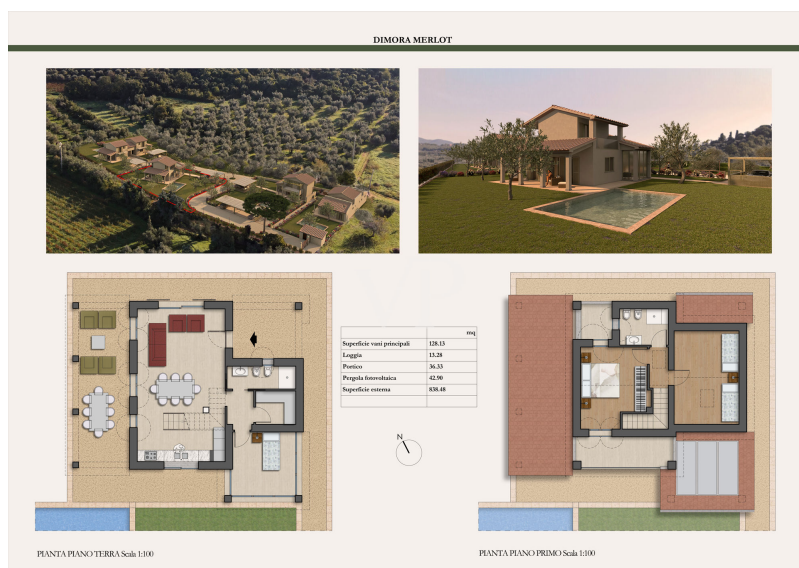 DIMORA MERLOT
mq
Superficie vani principali 128.13
Loggia 13.28
Portico 36.33
Pergola fotovoltaica 42.90
Superficie esterna 838.48
N
PIANTA PIANO TERRA Scala 1:100
PIANTA PIANO PRIMO Scala 1:100